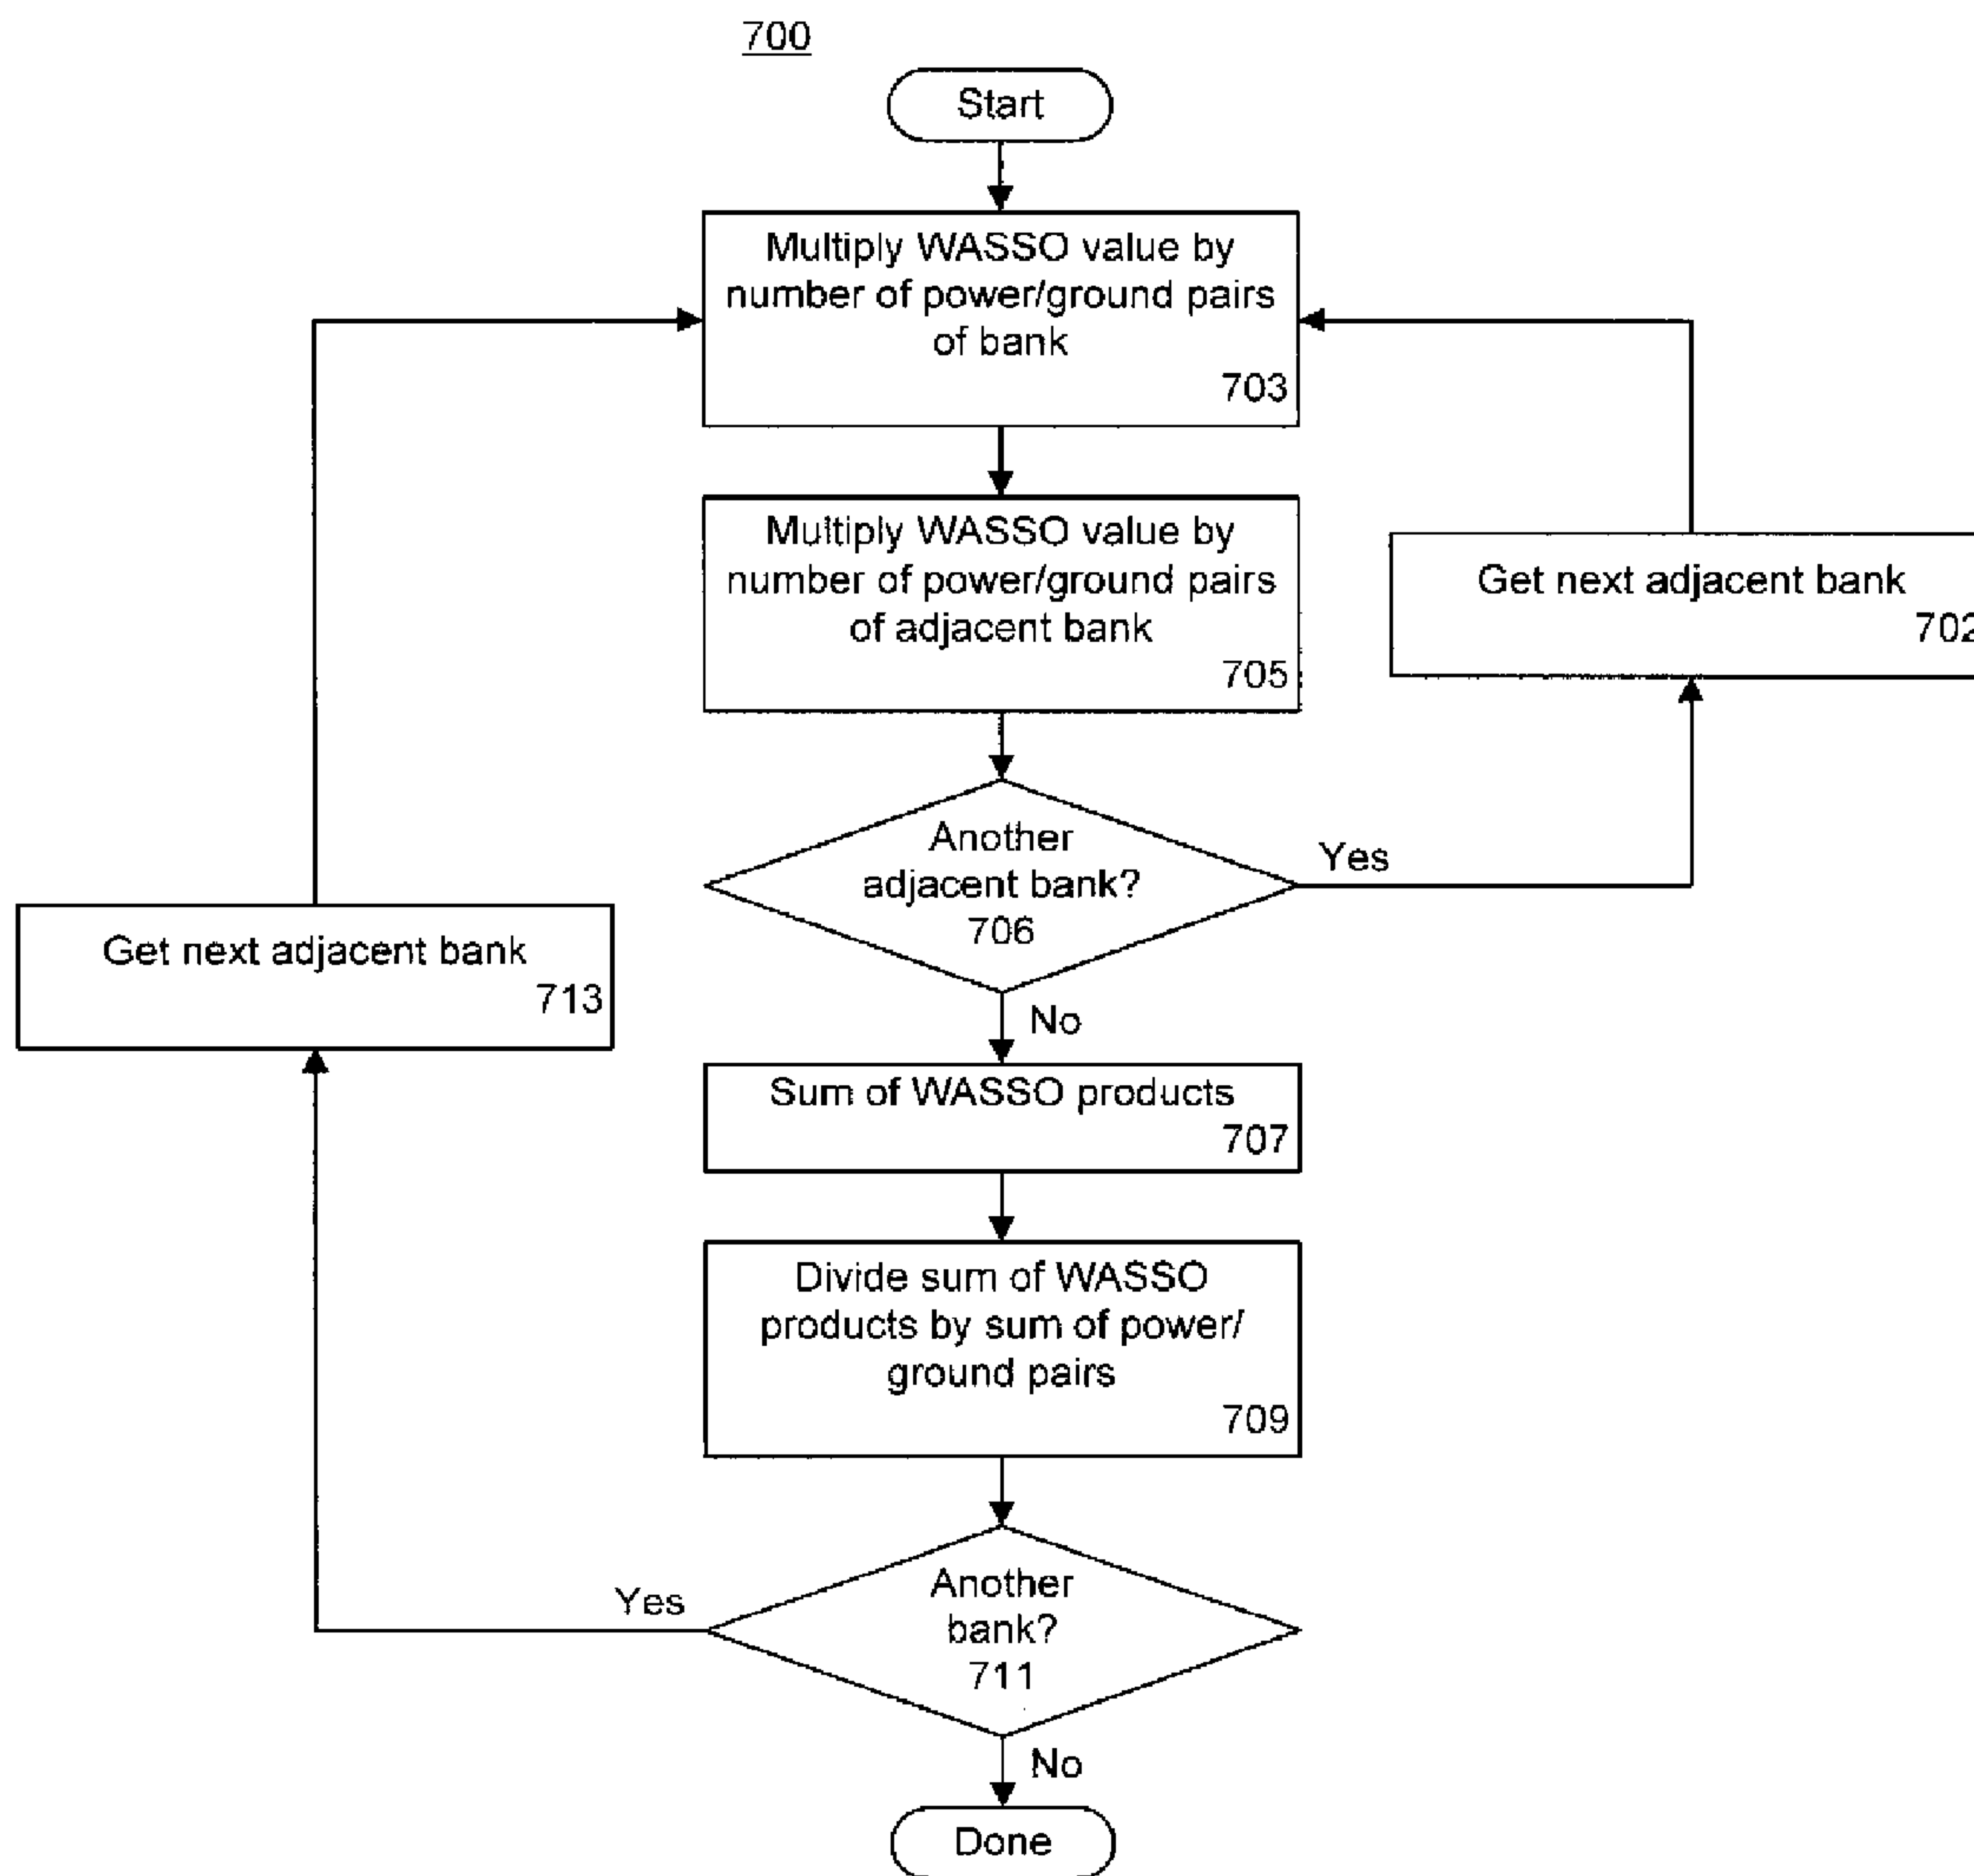 700
Start
Multiply WASSO value by
number of power/ground pairs
of bank
703
Multiply WASSO value by
number of power/ground pairs
of adjacent bank
705
Get next adjacent bank
702
Another
adjacent bank?
706
Yes
Get next adjacent bank
713
No
Sum of WASSO products
707
Divide sum of WASSO
products by sum of power/
ground pairs
709
Another
bank?
711
Yes
No
Done